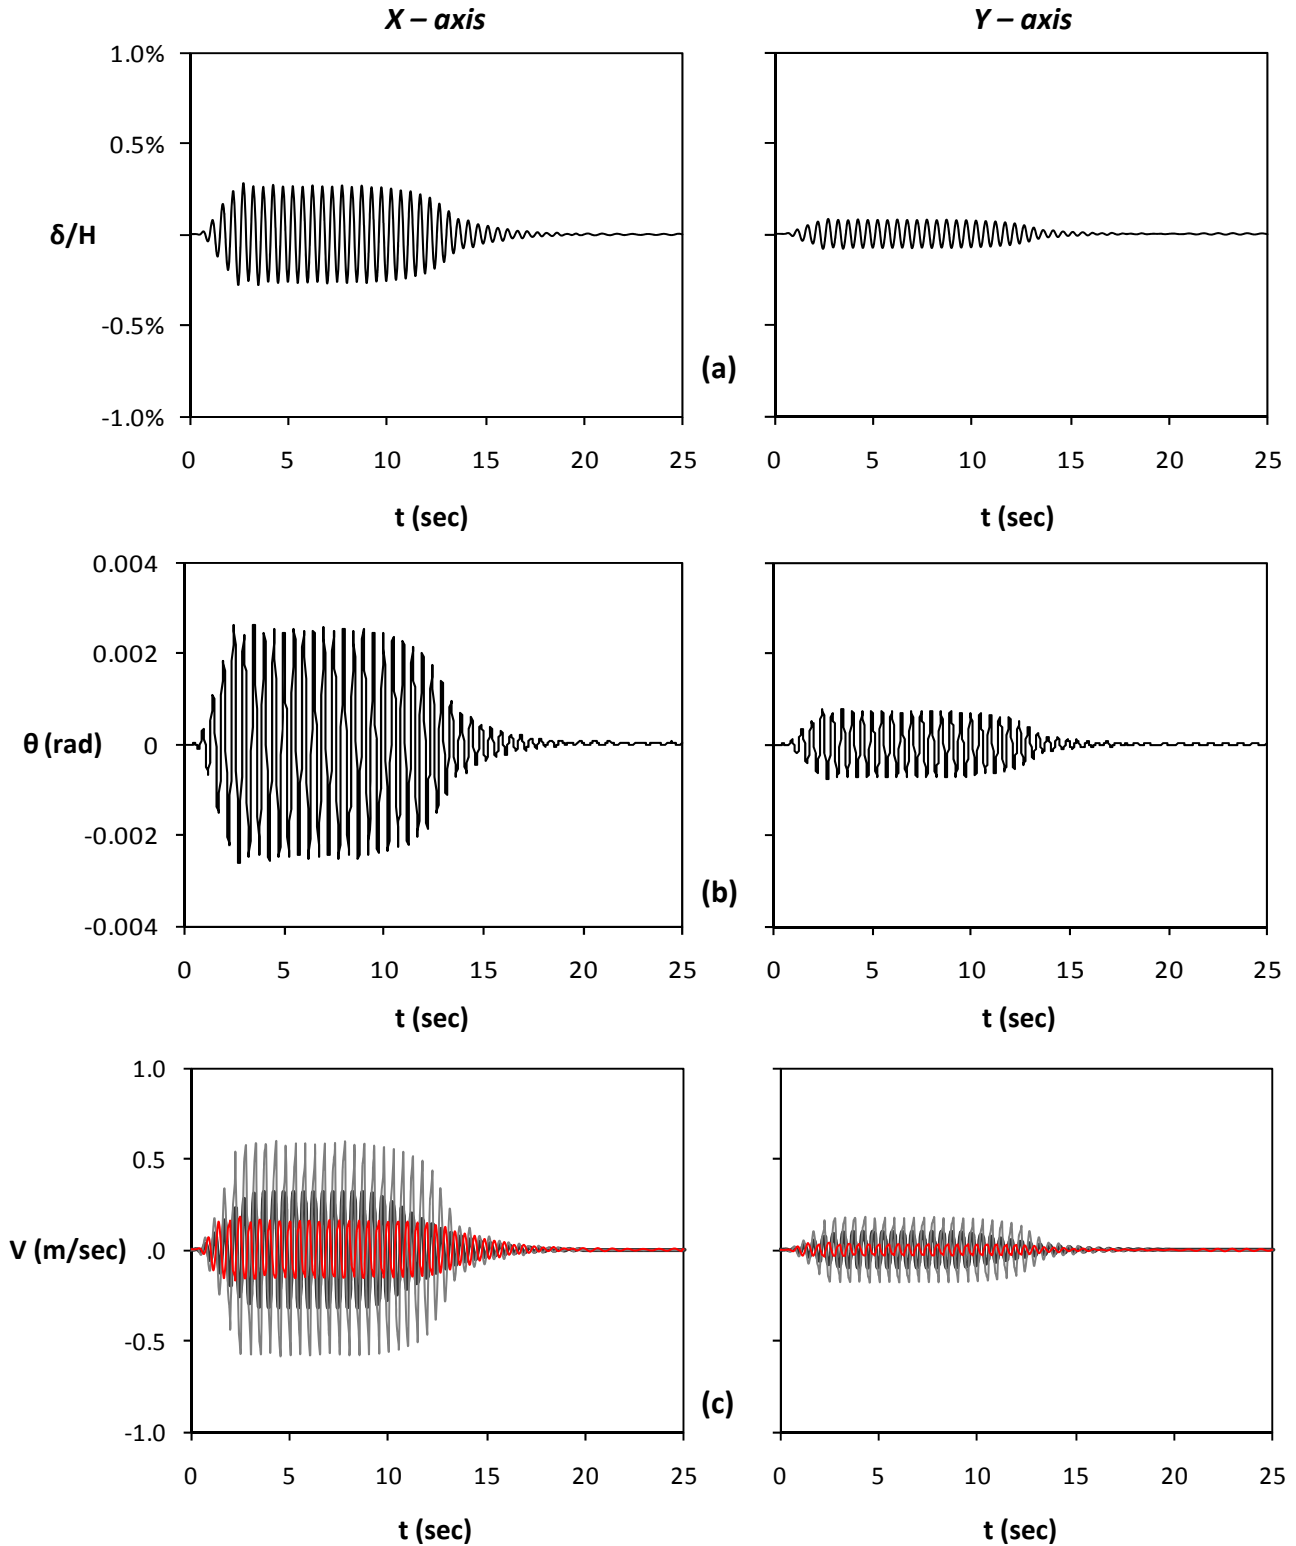 X – axis
Y – axis
1.0%
0.5%
δ/H
-0.5%
-1.0%
(a)
0 5 10 15 20 25
0 5 10 15 20 25
t (sec)
t (sec)
0.004
0.002
θ (rad)
0
-0.002
-0.004
(b)
0 5 10 15 20 25
0 5 10 15 20 25
t (sec)
t (sec)
1.0
0.5
V (m/sec)
.0
-0.5
-1.0
(c)
0 5 10 15 20 25
0 5 10 15 20 25
t (sec)
t (sec)